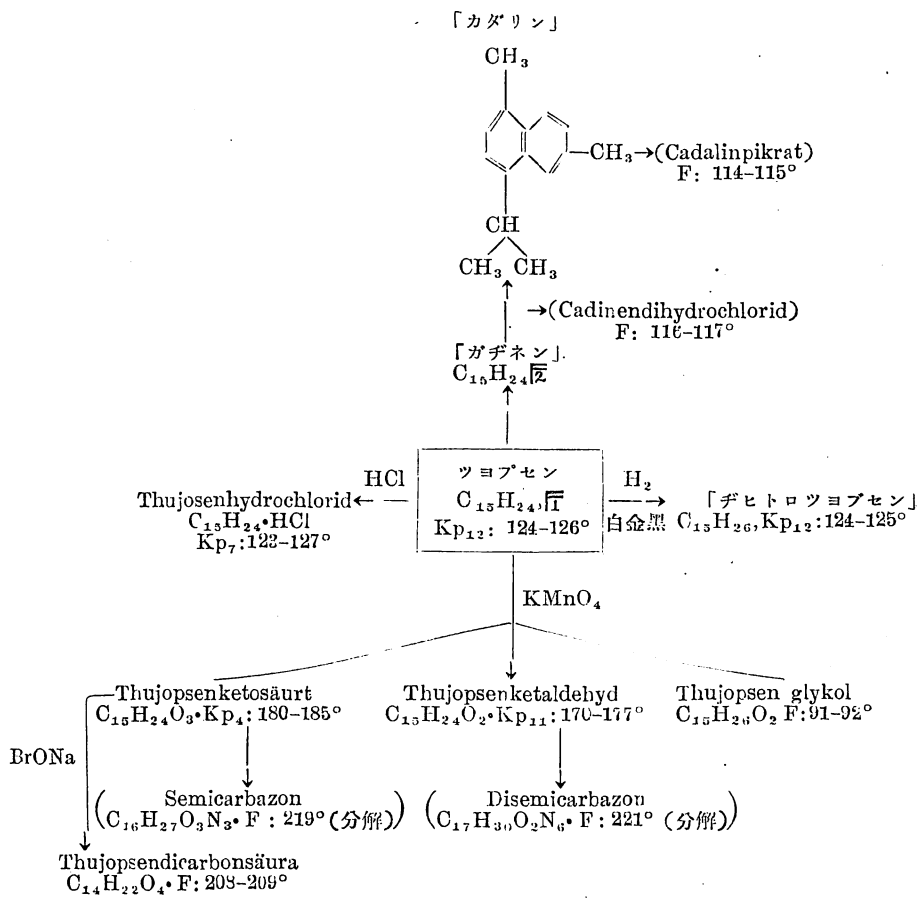 「カダリン」
CH₃
CH₃→(Cadalinpikrat)
F: 114-115°
CH
CH₃ CH₃
→(Cadinendihydrochlorid)
F: 116-117°
「ガヂネン」.
C₁₅H₂₄ 2
HCl
ツヨプセン
H₂
Thujosenhydrochlorid
C₁₅H₂₄, 1
「ヂヒトロツヨプセン」
C₁₅H₂₄•HCl
Kp₁₂: 124-126°
白金黒 C₁₅H₂₆, Kp₁₂:124-125°
Kp₇:123-127°
KMnO₄
Thujopsenketosäurt
Thujopsenketaldehyd
Thujopsen glykol
C₁₅H₂₄O₃•Kp₄: 180-185°
C₁₅H₂₄O₂•Kp₁₁: 170-177°
C₁₅H₂₆O₂ F:91-92°
BrONa
Semicarbazon
Disemicarbazon
(C₁₆H₂₇O₃N₃•F: 219° (分解))
(C₁₇H₃₀O₂N₆•F: 221° (分解))
Thujopsendicarbonsäura
C₁₄H₂₂O₄•F: 208-209°